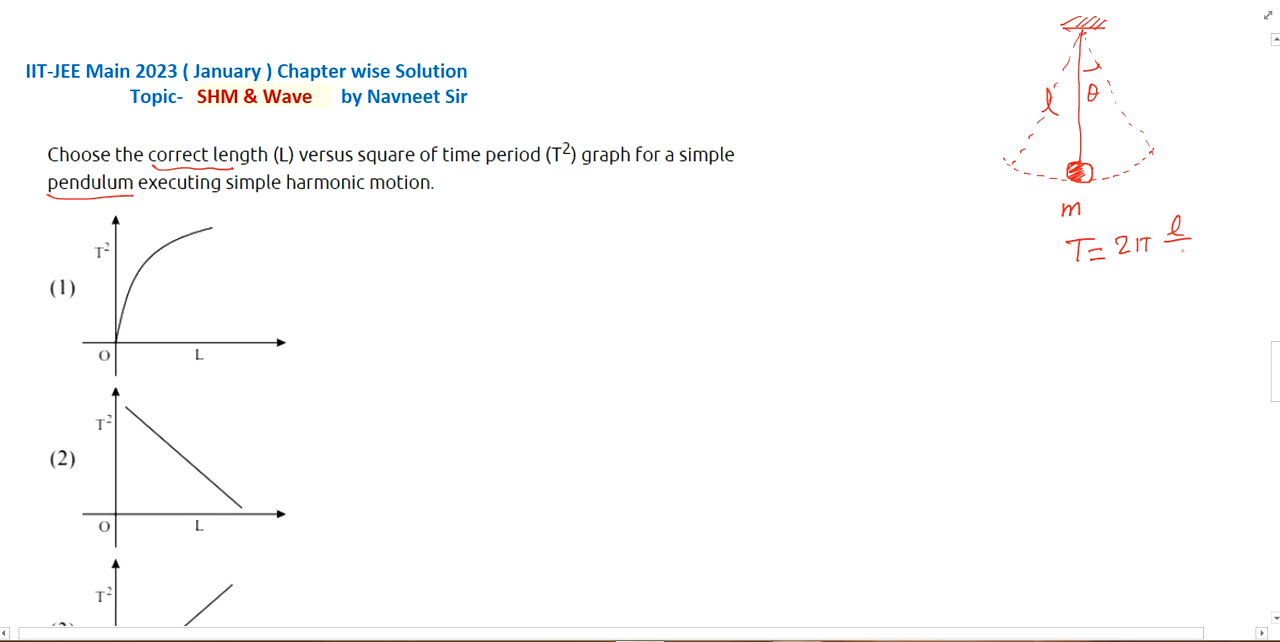 IIT-JEE Main 2023 ( January ) Chapter wise Solution
Topic- SHM & Wave by Navneet Sir
Choose the correct length (L) versus square of time period (T²) graph for a simple
pendulum executing simple harmonic motion.
(1)
T²
O L
(2)
T²
O L
T²
l θ
m
T = 2π l